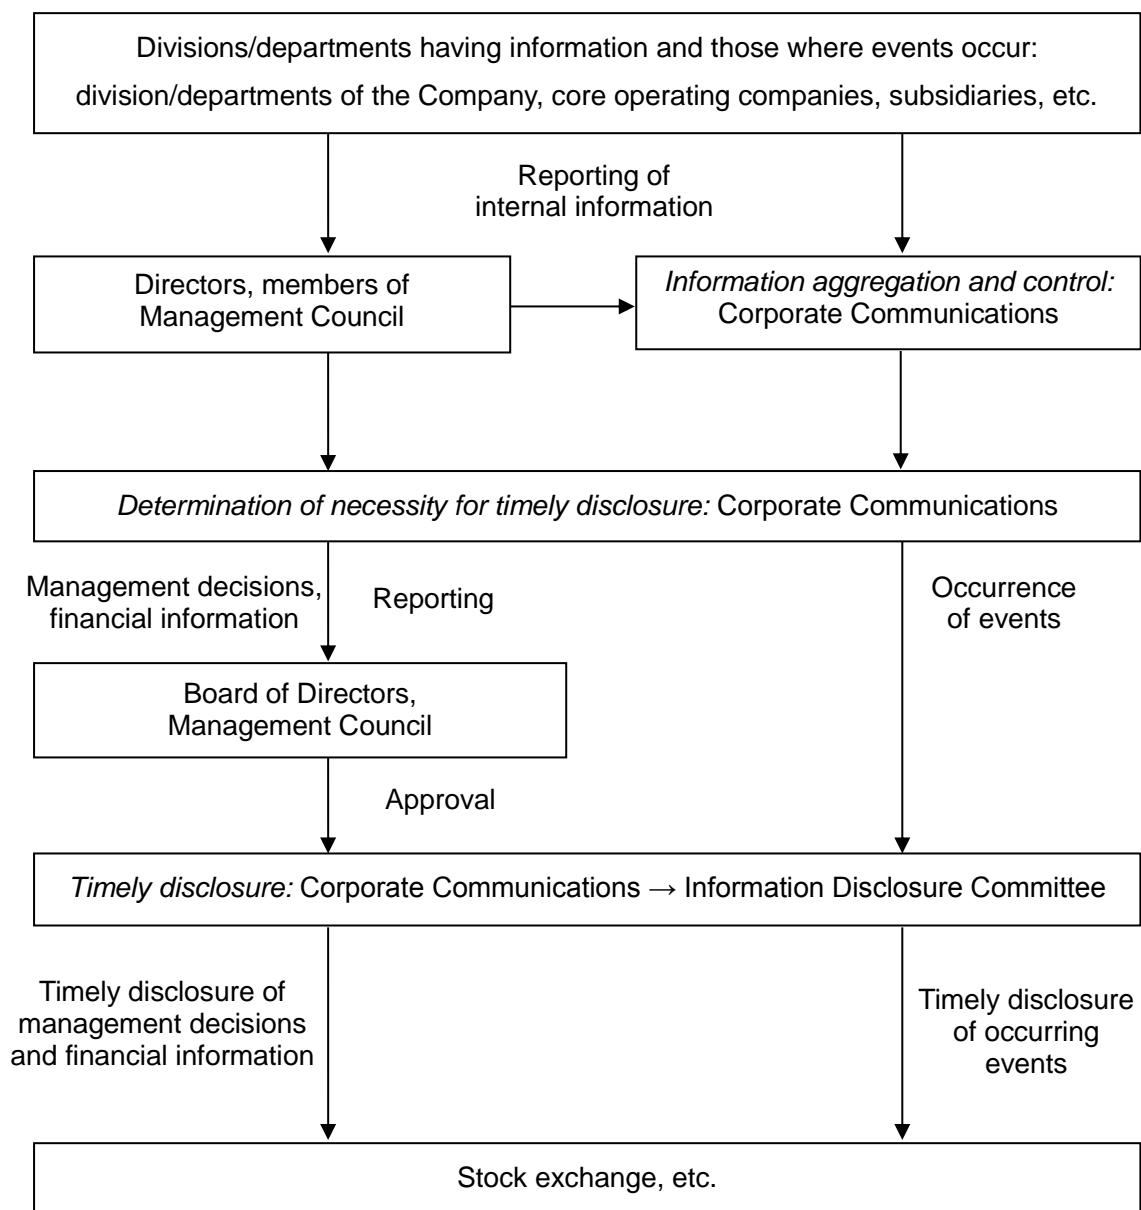 Divisions/departments having information and those where events occur:
division/departments of the Company, core operating companies, subsidiaries, etc.
Reporting of
internal information
Directors, members of
Management Council
Information aggregation and control:
Corporate Communications
Determination of necessity for timely disclosure: Corporate Communications
Management decisions,
financial information
Reporting
Occurrence
of events
Board of Directors,
Management Council
Approval
Timely disclosure: Corporate Communications → Information Disclosure Committee
Timely disclosure of
management decisions
and financial information
Timely disclosure
of occurring
events
Stock exchange, etc.